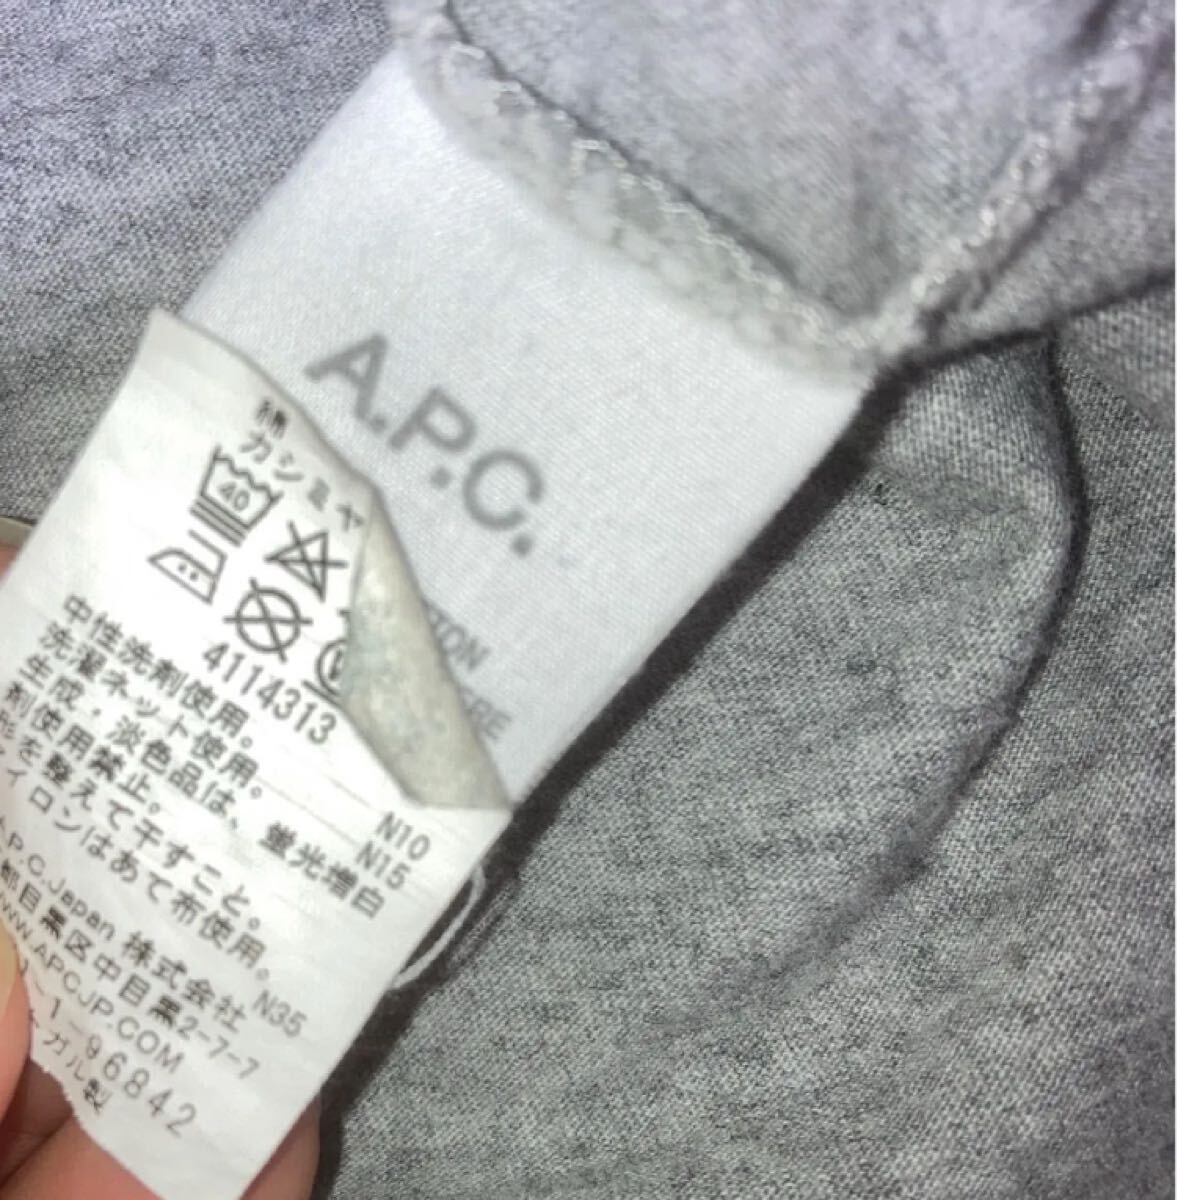 A.P.C.
綿
カシミヤ
40
4114313
中性洗剤使用。
洗濯ネット使用。 N10
生成・淡色品は、蛍光増白 N15
剤使用禁止。
形を整えて干すこと。
イロンはあて布使用。
P.C.Japan 株式会社 N35
目黒区中目黒2-7-7
WWW.APCJP.COM
96842
ガル製